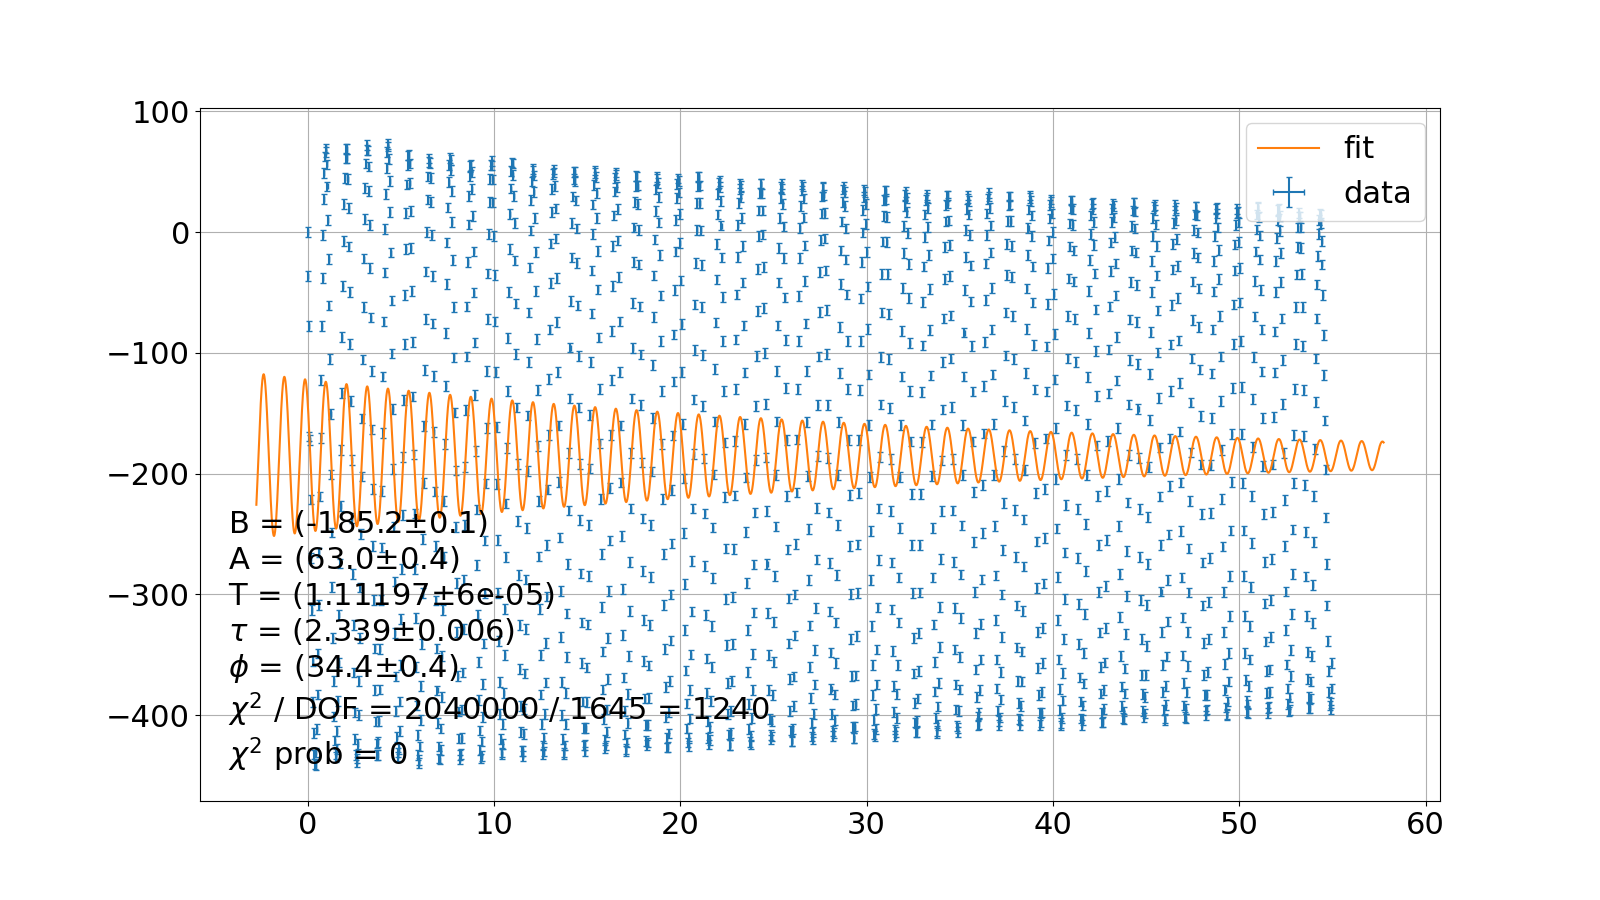 100
0
−100
−200
−300
−400
fit
data
B = (-185.2±0.1)
A = (63.0±0.4)
T = (1.11197±6e-05)
τ = (2.339±0.006)
ϕ = (34.4±0.4)
χ² / DOF = 2040000 / 1645 = 1240
χ² prob = 0
0 10 20 30 40 50 60